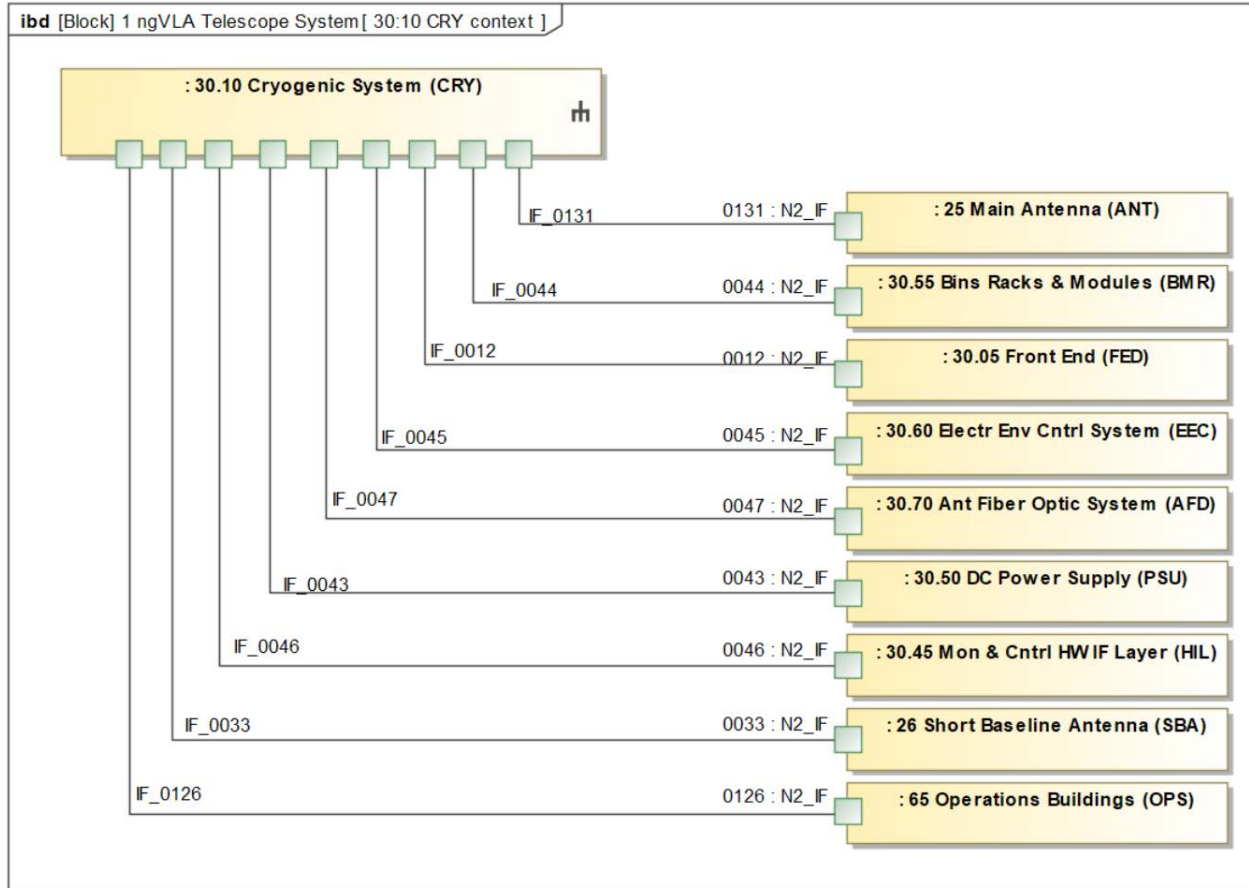 ibd [Block] 1 ngVLA Telescope System[ 30:10 CRY context ]
: 30.10 Cryogenic System (CRY)
IF_0131
0131 : N2_IF
: 25 Main Antenna (ANT)
IF_0044
0044 : N2_IF
: 30.55 Bins Racks & Modules (BMR)
IF_0012
0012 : N2_IF
: 30.05 Front End (FED)
IF_0045
0045 : N2_IF
: 30.60 Electr Env Cntrl System (EEC)
IF_0047
0047 : N2_IF
: 30.70 Ant Fiber Optic System (AFD)
IF_0043
0043 : N2_IF
: 30.50 DC Power Supply (PSU)
IF_0046
0046 : N2_IF
: 30.45 Mon & Cntrl HW IF Layer (HIL)
IF_0033
0033 : N2_IF
: 26 Short Baseline Antenna (SBA)
IF_0126
0126 : N2_IF
: 65 Operations Buildings (OPS)